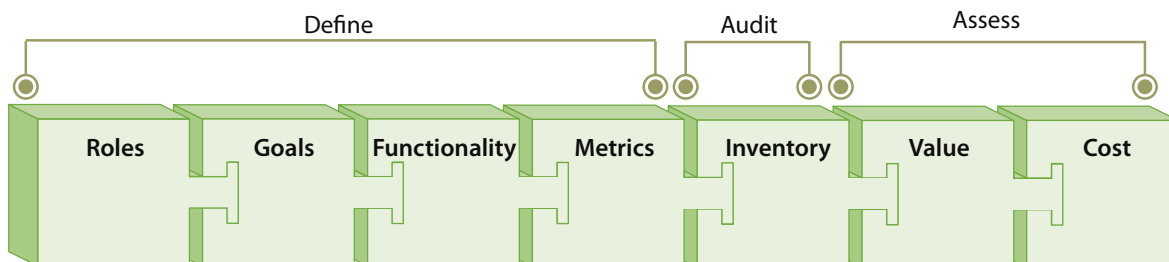 Define
Audit
Assess
Roles
Goals
Functionality
Metrics
Inventory
Value
Cost